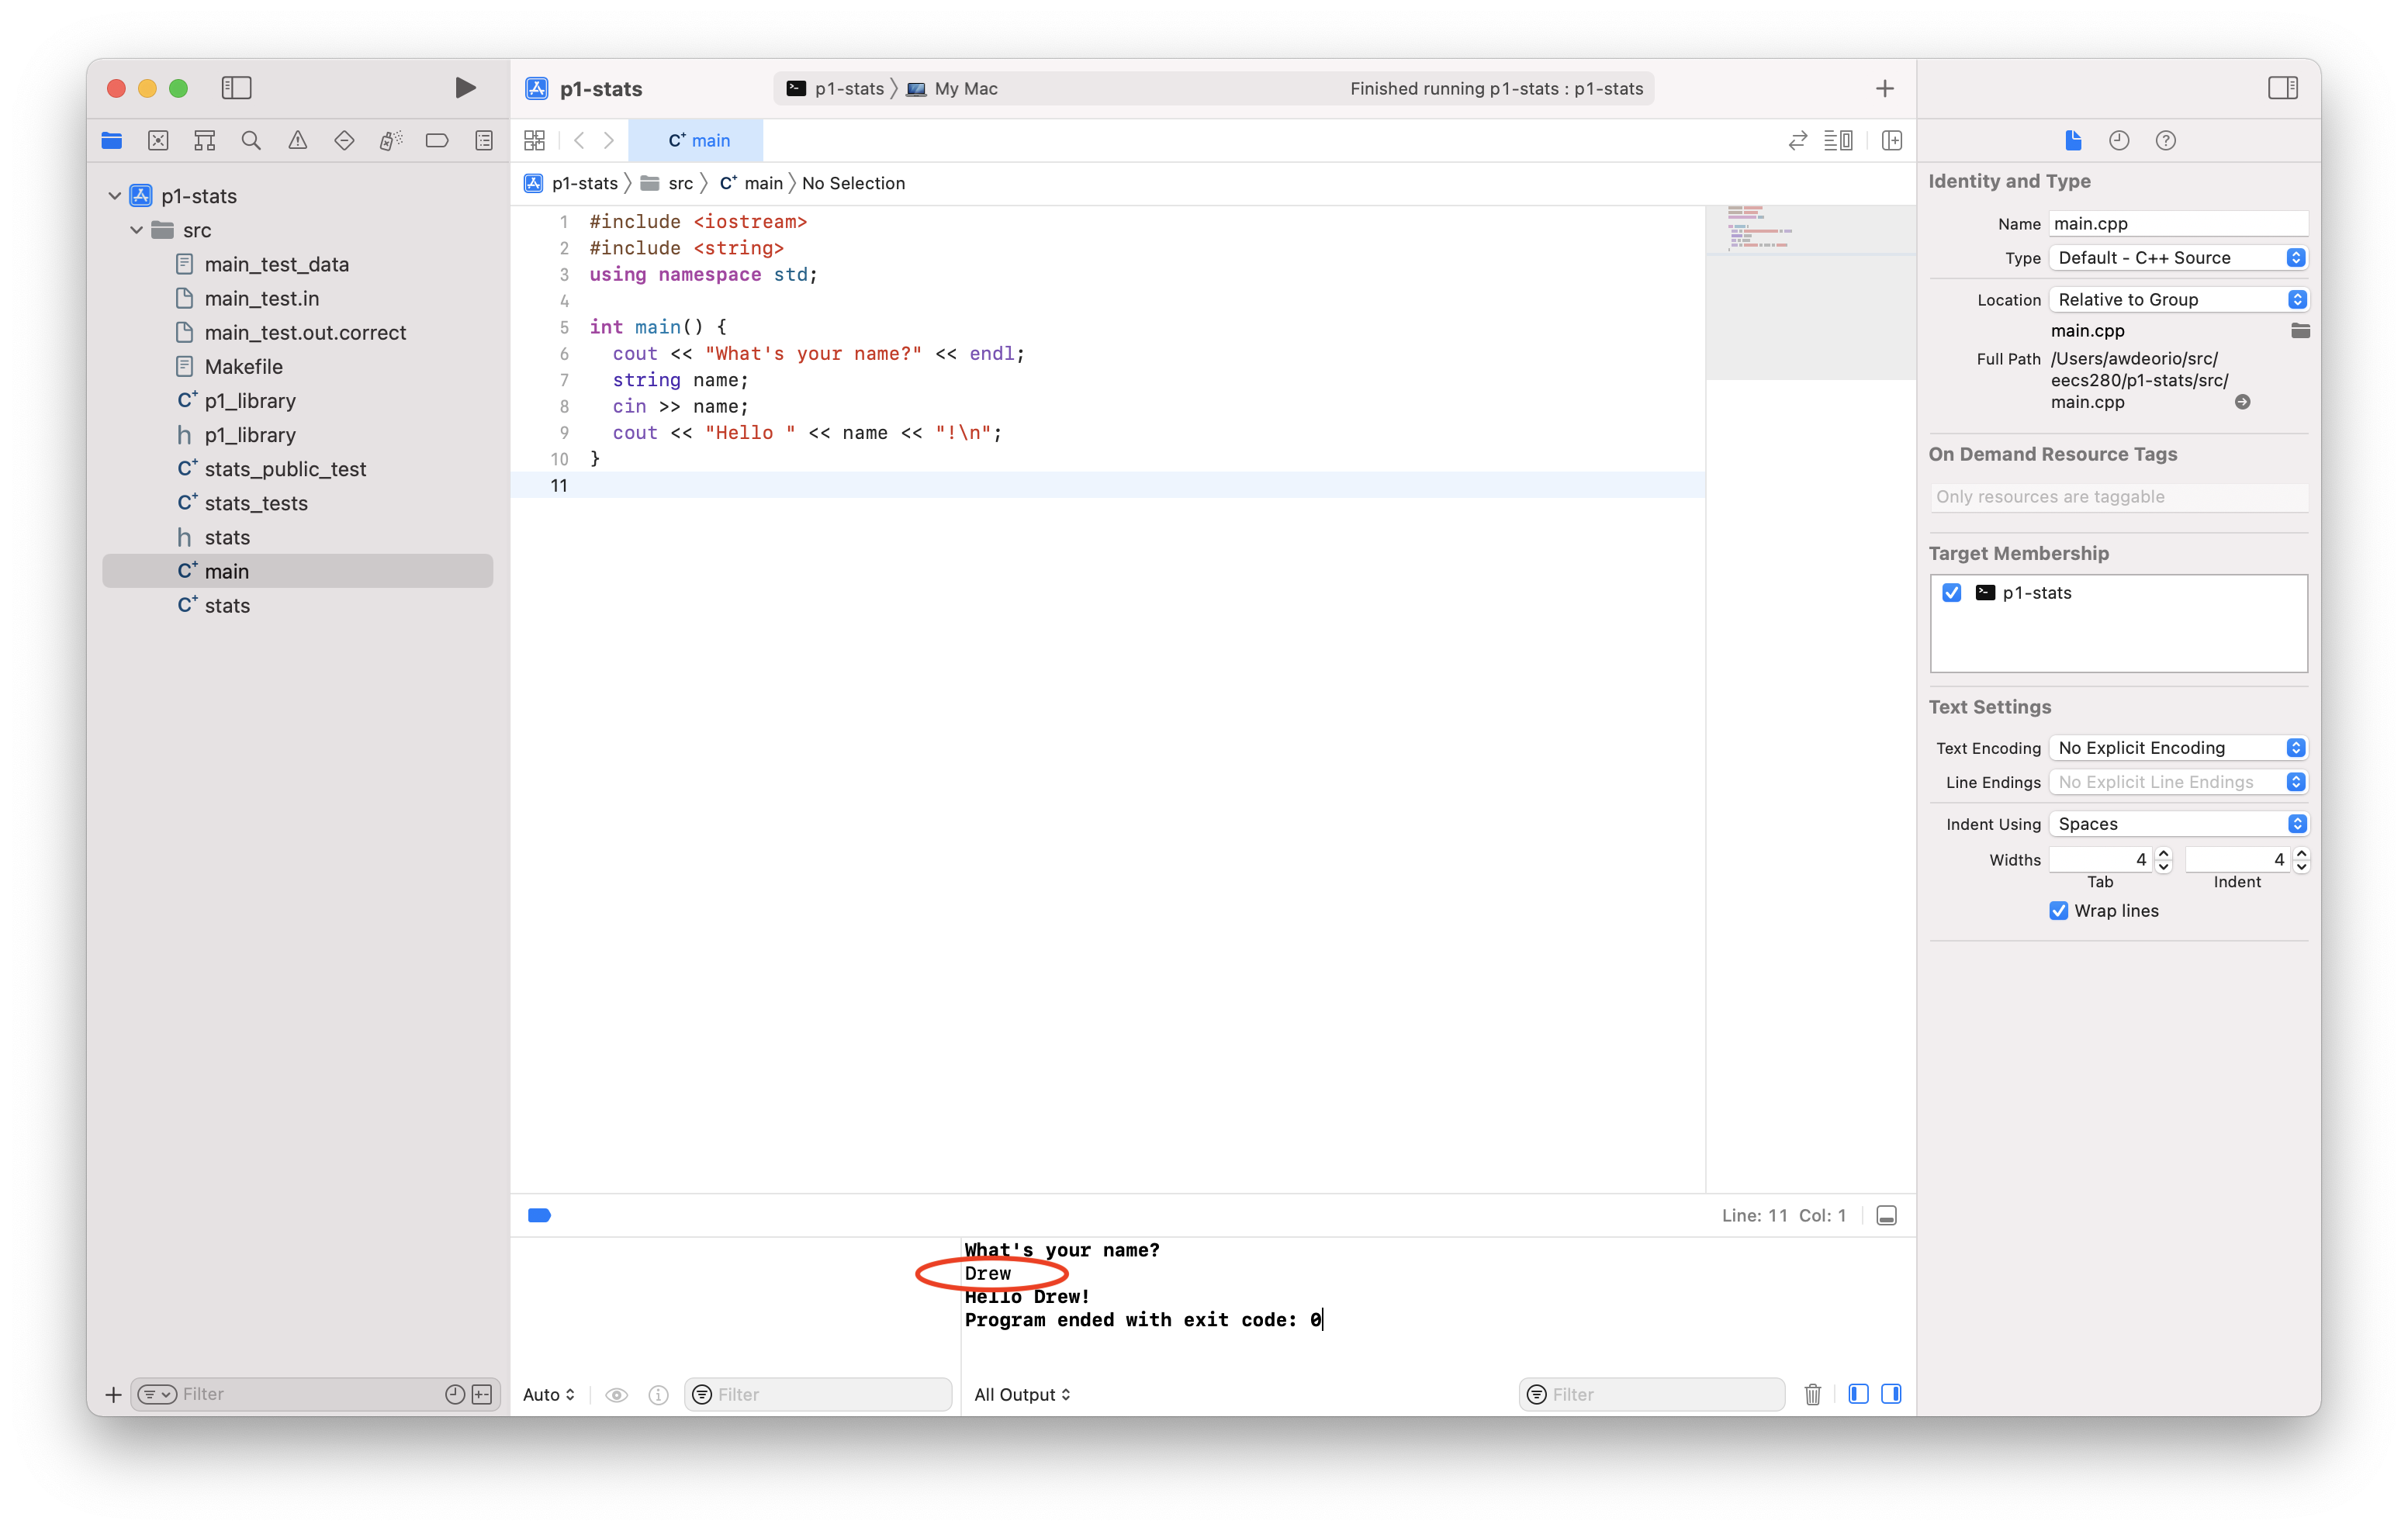 p1-stats
p1-stats
My Mac
Finished running p1-stats : p1-stats
main
p1-stats
src
main_test_data
main_test.in
main_test.out.correct
Makefile
p1_library
p1_library
stats_public_test
stats_tests
stats
main
stats
Filter
p1-stats
src
main
No Selection
1 #include <iostream>
2 #include <string>
3 using namespace std;
4
5 int main() {
6 cout << "What's your name?" << endl;
7 string name;
8 cin >> name;
9 cout << "Hello " << name << "!\n";
10 }
11
Line: 11 Col: 1
What's your name?
Drew
Hello Drew!
Program ended with exit code: 0
Auto
Filter
All Output
Filter
Identity and Type
Name main.cpp
Type Default - C++ Source
Location Relative to Group
main.cpp
Full Path /Users/awdeorio/src/
eecs280/p1-stats/src/
main.cpp
On Demand Resource Tags
Only resources are taggable
Target Membership
p1-stats
Text Settings
Text Encoding No Explicit Encoding
Line Endings No Explicit Line Endings
Indent Using Spaces
Widths 4 4
Tab Indent
Wrap lines